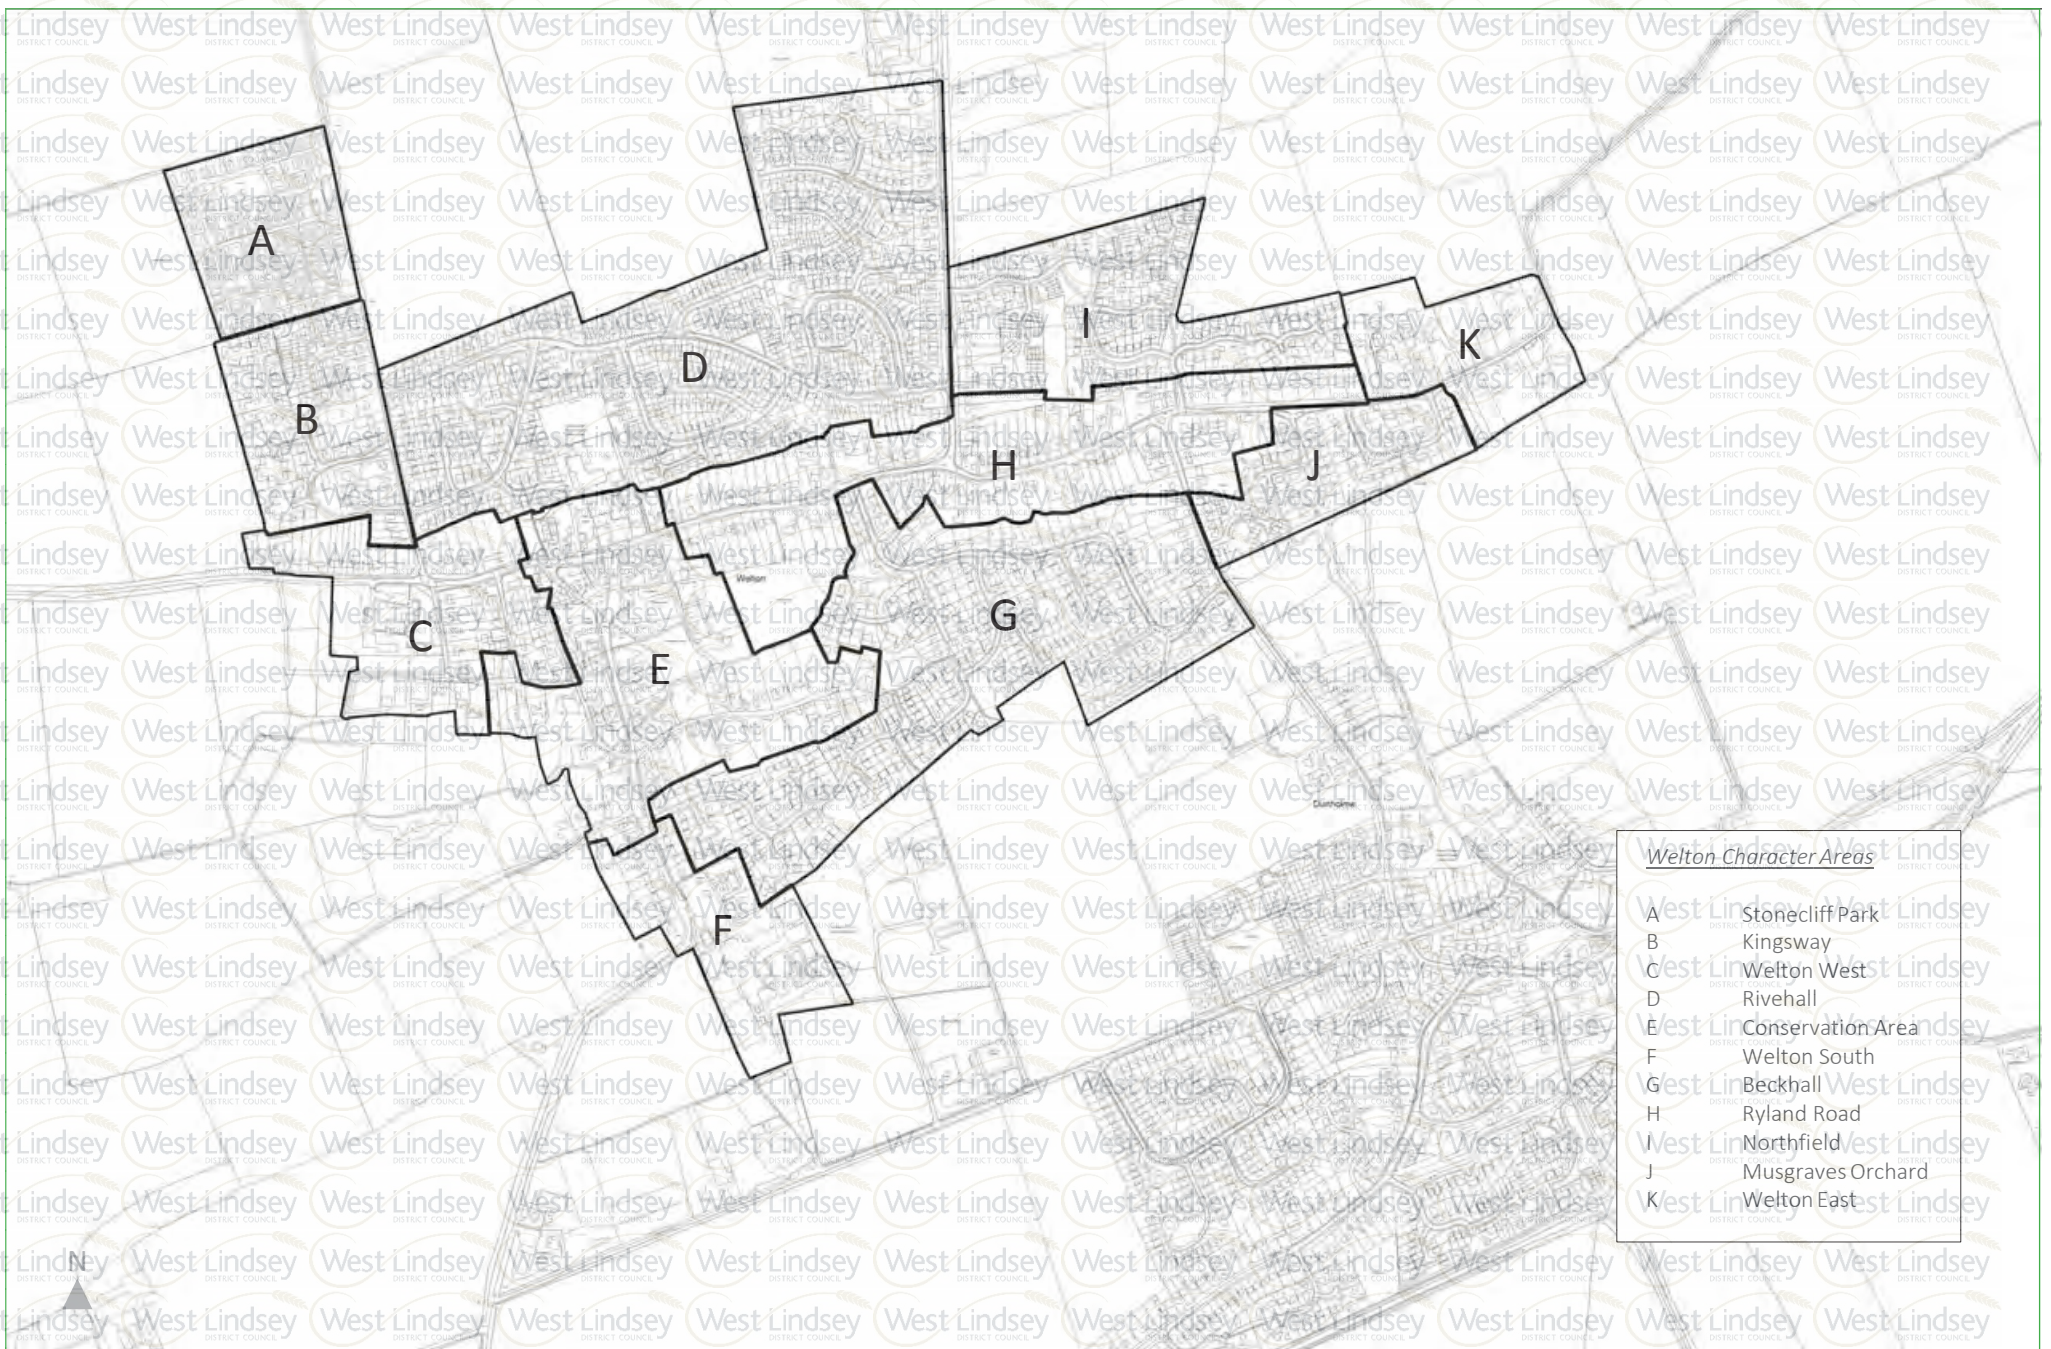 West Lindsey
DISTRICT COUNCIL
A
B
C
D
E
F
G
H
I
J
K
Welton
Dunholme
Welton Character Areas
A Stonecliff Park
B Kingsway
C Welton West
D Rivehall
E Conservation Area
F Welton South
G Beckhall
H Ryland Road
I Northfield
J Musgraves Orchard
K Welton East
N